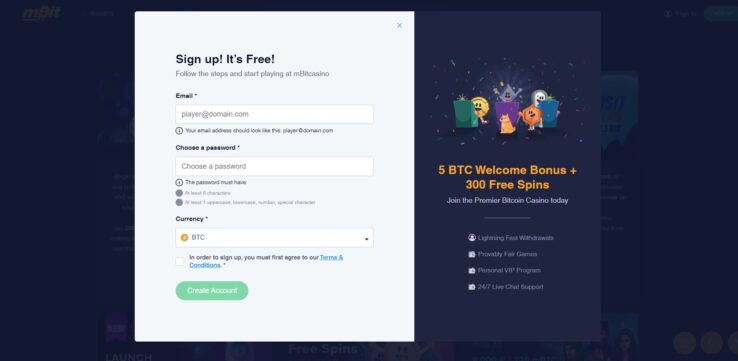 mBit
Sign in
Sign up! It's Free!
Follow the steps and start playing at mBitcasino
Email *
player@domain.com
Your email address should look like this: player@domain.com
Choose a password *
Choose a password
The password must have:
At least 6 characters
At least 1 uppercase, lowercase, number, special character
Currency *
BTC
In order to sign up, you must first agree to our Terms &
Conditions. *
Create Account
5 BTC Welcome Bonus +
300 Free Spins
Join the Premier Bitcoin Casino today
Lightning Fast Withdrawals
Provably Fair Games
Personal VIP Program
24/7 Live Chat Support
LAUNCH
Free Spins